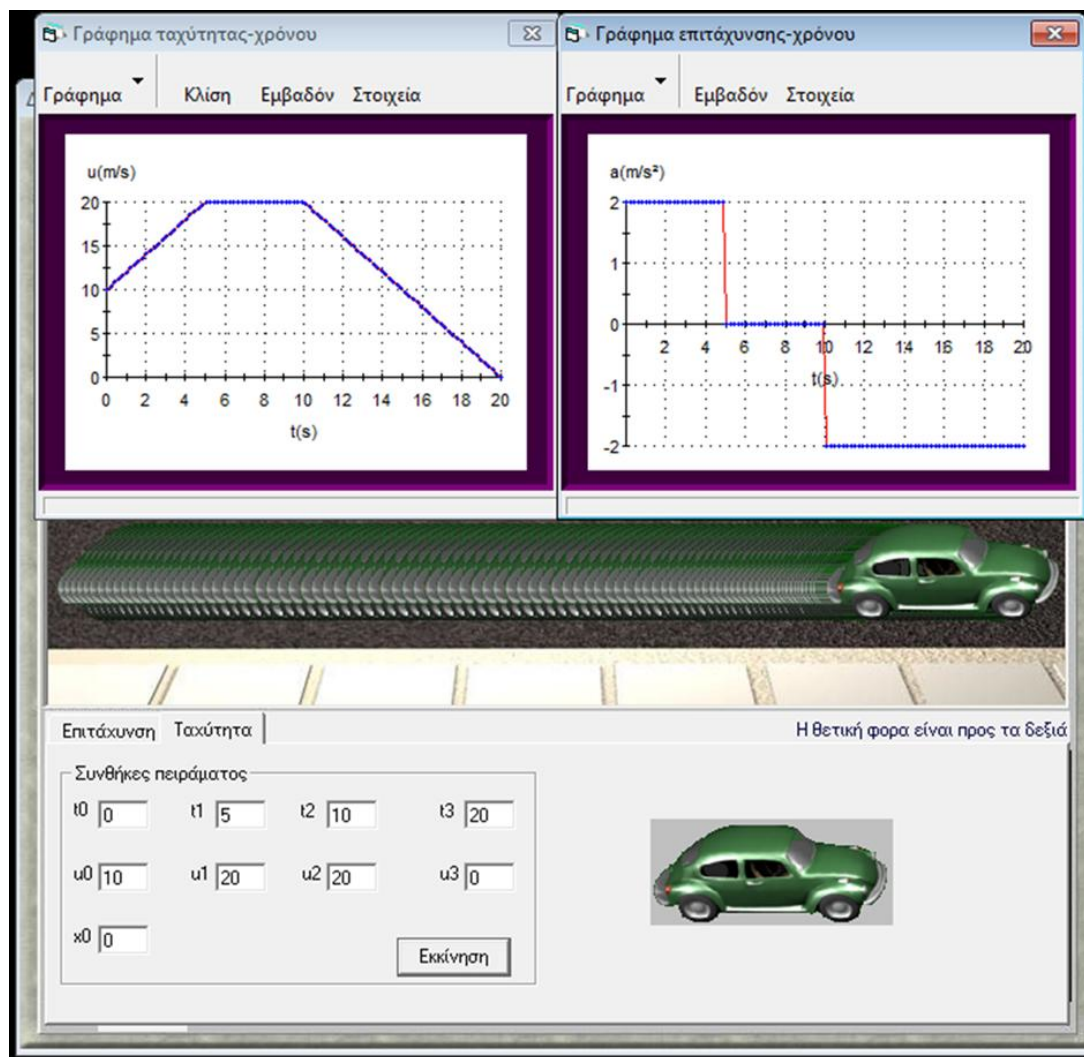 Γράφημα ταχύτητας-χρόνου
Γράφημα Κλίση Εμβαδόν Στοιχεία
u(m/s)
20
15
10
5
0
0 2 4 6 8 10 12 14 16 18 20
t(s)
Γράφημα επιτάχυνσης-χρόνου
Γράφημα Εμβαδόν Στοιχεία
a(m/s²)
2
1
0
2 4 6 8 10 12 14 16 18 20
t(s)
-1
-2
Επιτάχυνση Ταχύτητα Η θετική φορα είναι προς τα δεξιά
Συνθήκες πειράματος
t0 0 t1 5 t2 10 t3 20
u0 10 u1 20 u2 20 u3 0
x0 0
Εκκίνηση